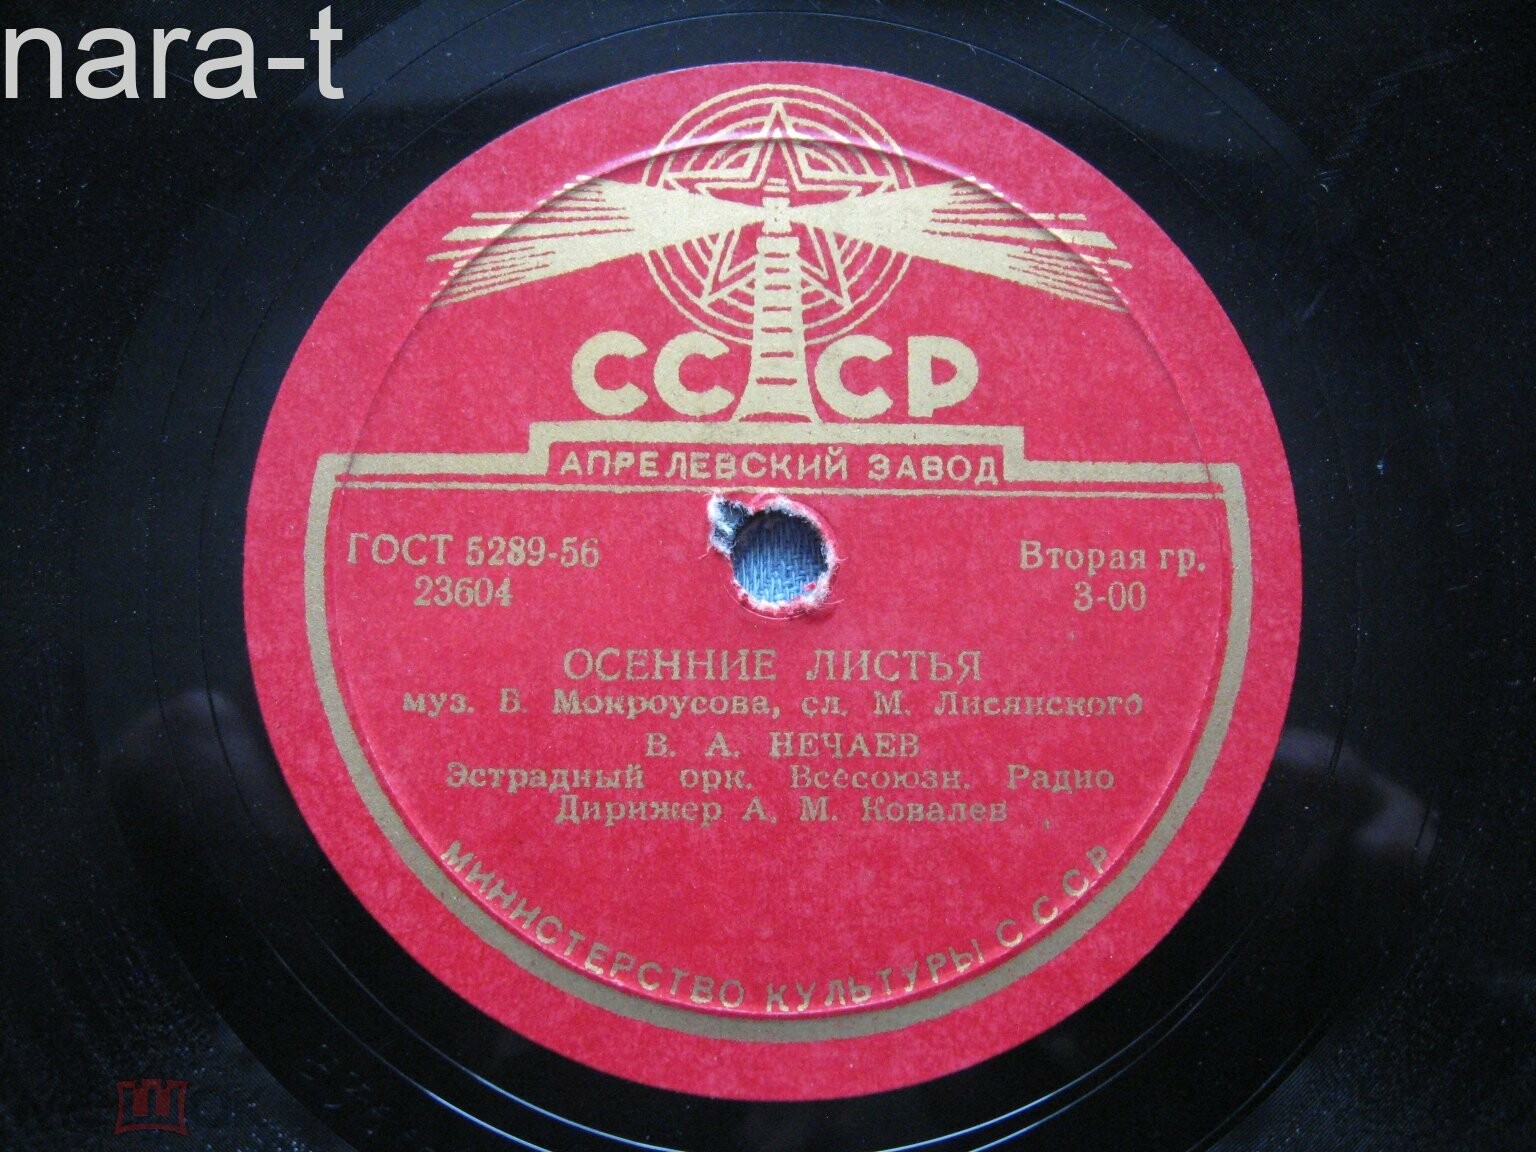 nara-t
СССР
АПРЕЛЕВСКИЙ ЗАВОД
ГОСТ 5289-56
23604
Вторая гр.
3-00
ОСЕННИЕ ЛИСТЬЯ
муз. Б. Мокроусова, сл. М. Лисянского
В. А. НЕЧАЕВ
Эстрадный орк. Всесоюзн. Радио
Дирижер А. М. Ковалев
МИНИСТЕРСТВО КУЛЬТУРЫ СССР